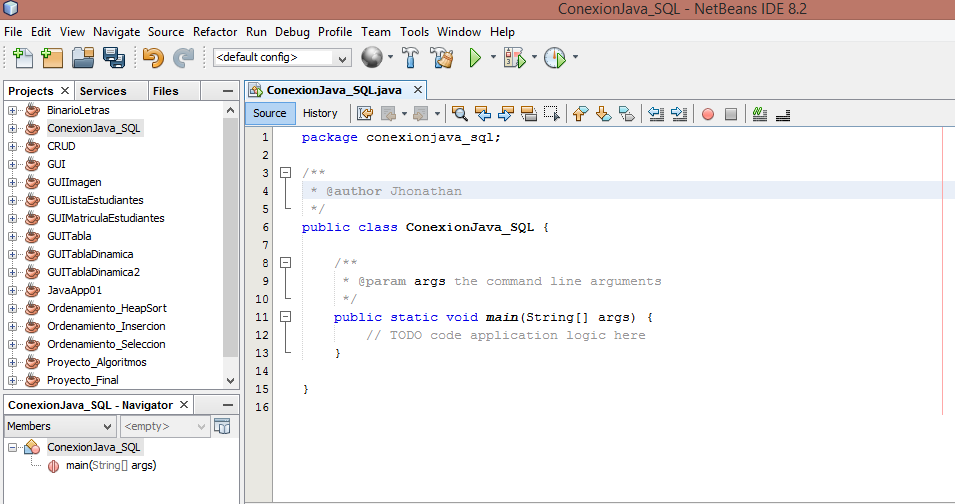 ConexionJava_SQL - NetBeans IDE 8.2
File Edit View Navigate Source Refactor Run Debug Profile Team Tools Window Help
<default config>
Projects Services Files
BinarioLetras
ConexionJava_SQL
CRUD
GUI
GUIImagen
GUIListaEstudiantes
GUIMatriculaEstudiantes
GUITabla
GUITablaDinamica
GUITablaDinamica2
JavaApp01
Ordenamiento_HeapSort
Ordenamiento_Insercion
Ordenamiento_Seleccion
Proyecto_Algoritmos
Proyecto_Final
ConexionJava_SQL - Navigator
Members <empty>
ConexionJava_SQL
main(String[] args)
ConexionJava_SQL.java
Source History
1 package conexionjava_sql;
2
3 /**
4 * @author Jhonathan
5 */
6 public class ConexionJava_SQL {
7
8 /**
9 * @param args the command line arguments
10 */
11 public static void main(String[] args) {
12 // TODO code application logic here
13 }
14
15 }
16